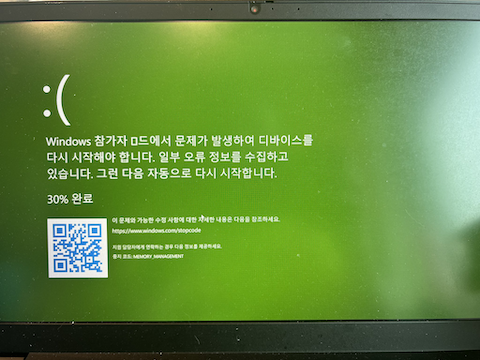 :(
Windows 참가자 ㅁ드에서 문제가 발생하여 디바이스를
다시 시작해야 합니다. 일부 오류 정보를 수집하고
있습니다. 그런 다음 자동으로 다시 시작합니다.
30% 완료
이 문제와 가능한 수정 사항에 대한 자세한 내용은 다음을 참조하세요.
https://www.windows.com/stopcode
지원 담당자에게 연락하는 경우 다음 정보를 제공하세요.
중지 코드: MEMORY_MANAGEMENT